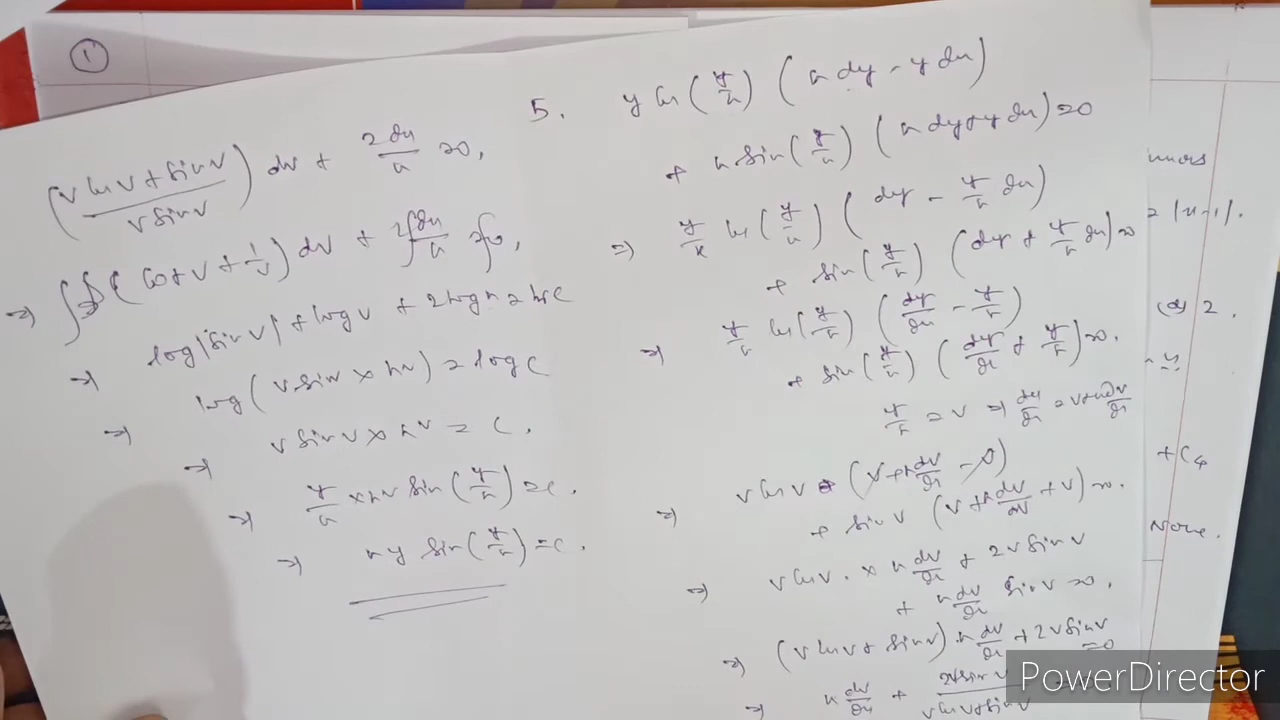 ①
5. y cos(y/x) (x dy - y dx)
+ x sin(y/x) (x dy + y dx) = 0
⇒ y/x cos(y/x) (dy - y/x dx)
+ sin(y/x) (dy + y/x dx) = 0
⇒ y/x cos(y/x) (dy/dx - y/x)
+ sin(y/x) (dy/dx + y/x) = 0.
y/x = v ⇒ dy/dx = v + x dv/dx
⇒ v cos v (v + x dv/dx - v)
+ sin v (v + x dv/dx + v) = 0.
⇒ v cos v . x x dv/dx + 2v sin v
+ x dv/dx sin v = 0.
⇒ (v cos v + sin v) x dv/dx + 2v sin v = 0
⇒ x dv/dx + 2v sin v / v cos v + sin v
(v cos v + sin v / v sin v) dv + 2dx/x = 0,
⇒ ∫ (cot v + 1/v) dv + 2∫dx/x = 0,
⇒ log|sin v| + log v + 2 log x = log C
⇒ log (v sin v × x²) = log C
⇒ v sin v × x² = C.
⇒ y/x × x² sin(y/x) = C.
⇒ xy sin(y/x) = C.
= |x-1|.
(d) 2.
+ C4
None.
PowerDirector